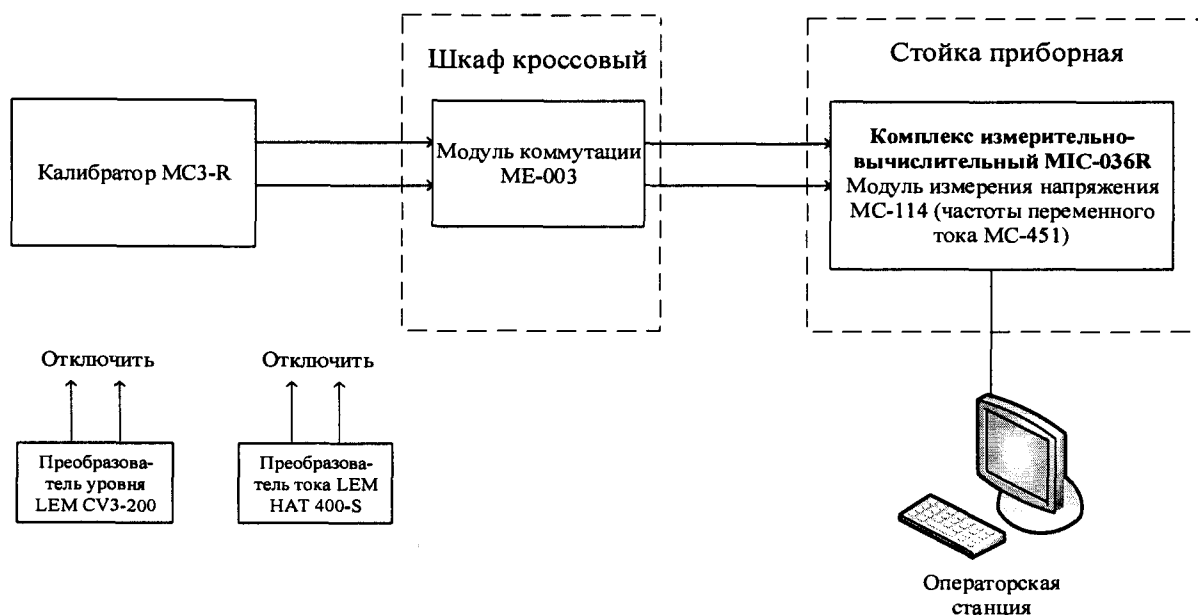 Шкаф кроссовый
Стойка приборная
Калибратор MC3-R
Модуль коммутации
ME-003
Комплекс измерительно-
вычислительный MIC-036R
Модуль измерения напряжения
MC-114 (частоты переменного
тока MC-451)
Отключить
Отключить
Преобразова-
тель уровня
LEM CV3-200
Преобразова-
тель тока LEM
HAT 400-S
Операторская
станция